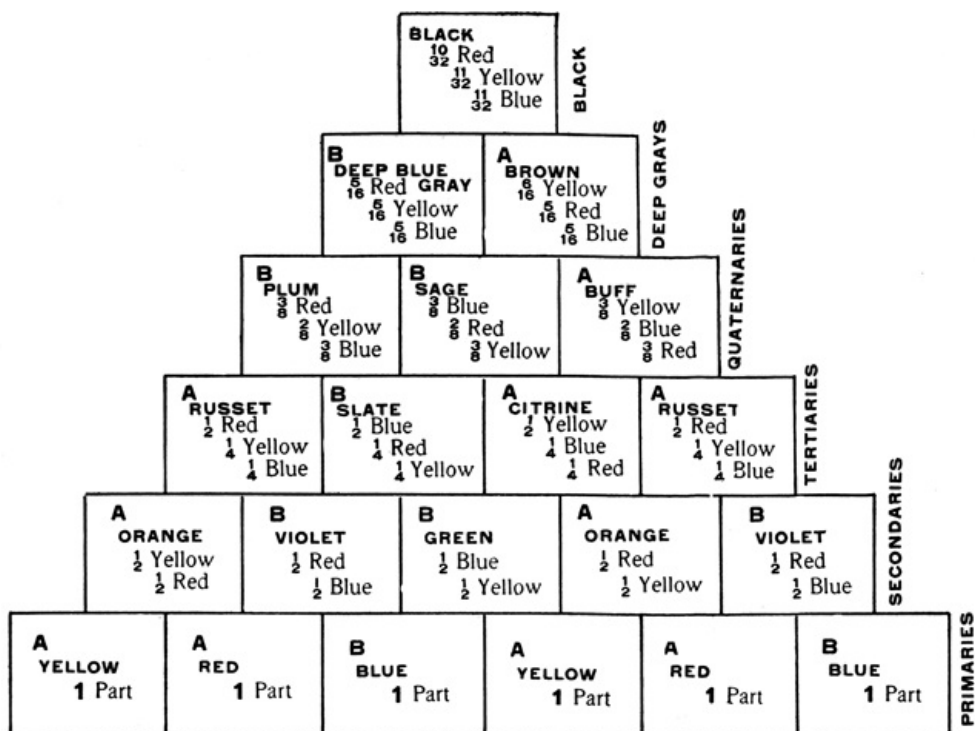 BLACK
10/32 Red
11/32 Yellow
11/32 Blue
BLACK
B
DEEP BLUE
5/16 Red GRAY
5/16 Yellow
5/16 Blue
A
BROWN
6/16 Yellow
5/16 Red
5/16 Blue
DEEP GRAYS
B
PLUM
3/8 Red
2/8 Yellow
3/8 Blue
B
SAGE
3/8 Blue
2/8 Red
3/8 Yellow
A
BUFF
3/8 Yellow
2/8 Blue
3/8 Red
QUATERNARIES
A
RUSSET
1/2 Red
1/4 Yellow
1/4 Blue
B
SLATE
1/2 Blue
1/4 Red
1/4 Yellow
A
CITRINE
1/2 Yellow
1/4 Blue
1/4 Red
A
RUSSET
1/2 Red
1/4 Yellow
1/4 Blue
TERTIARIES
A
ORANGE
1/2 Yellow
1/2 Red
B
VIOLET
1/2 Red
1/2 Blue
B
GREEN
1/2 Blue
1/2 Yellow
A
ORANGE
1/2 Red
1/2 Yellow
B
VIOLET
1/2 Red
1/2 Blue
SECONDARIES
A
YELLOW
1 Part
A
RED
1 Part
B
BLUE
1 Part
A
YELLOW
1 Part
A
RED
1 Part
B
BLUE
1 Part
PRIMARIES